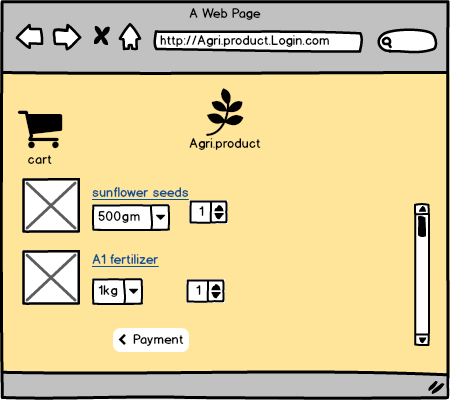 A Web Page
http://Agri.product.Login.com
Agri.product
cart
sunflower seeds
500gm
1
A1 fertilizer
1kg
1
Payment